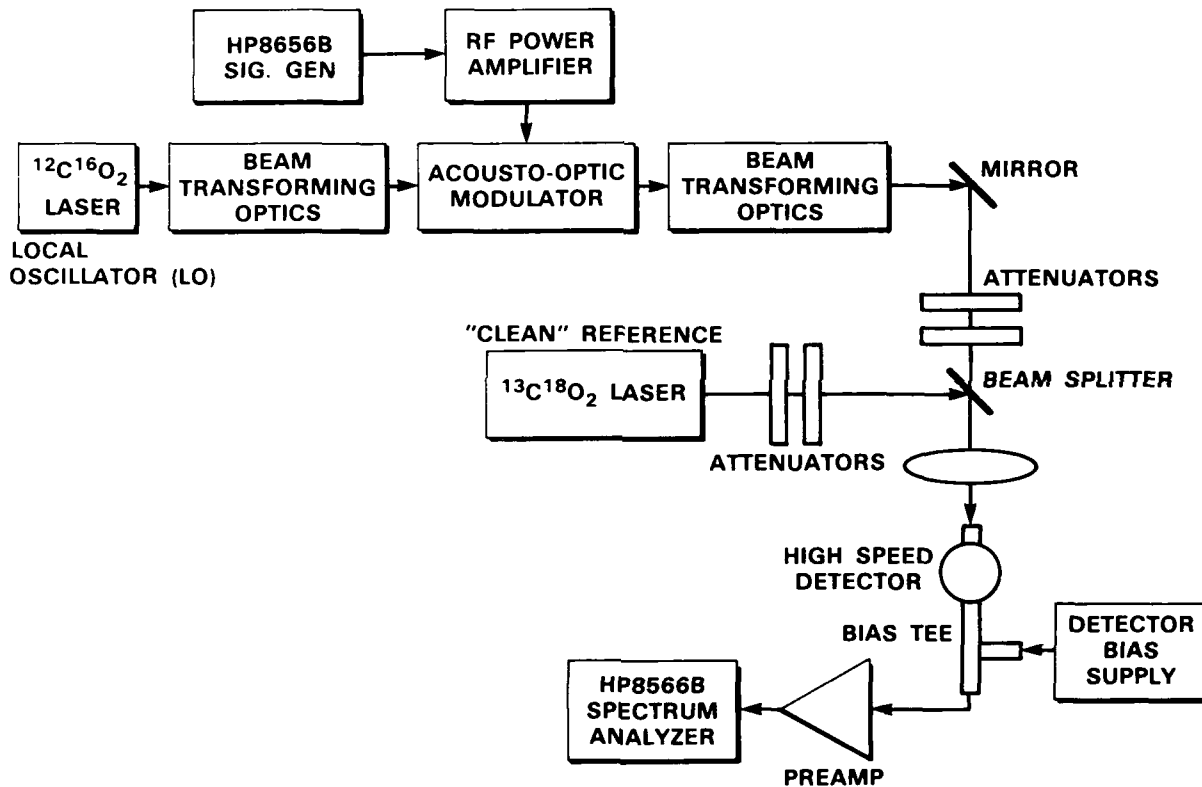 HP8656B
SIG. GEN
RF POWER
AMPLIFIER
¹²C¹⁶O₂
LASER
BEAM
TRANSFORMING
OPTICS
ACOUSTO-OPTIC
MODULATOR
BEAM
TRANSFORMING
OPTICS
MIRROR
LOCAL
OSCILLATOR (LO)
ATTENUATORS
"CLEAN" REFERENCE
¹³C¹⁸O₂ LASER
BEAM SPLITTER
ATTENUATORS
HIGH SPEED
DETECTOR
BIAS TEE
DETECTOR
BIAS
SUPPLY
HP8566B
SPECTRUM
ANALYZER
PREAMP